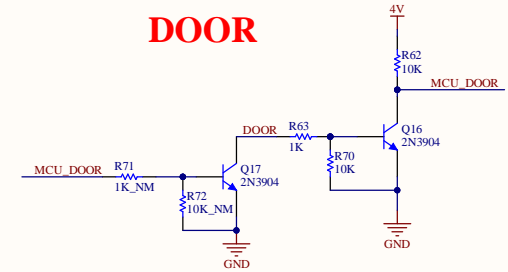 DOOR
4V
R62
10K
MCU_DOOR
DOOR
R63
1K
Q16
2N3904
R70
10K
MCU_DOOR
R71
1K_NM
Q17
2N3904
R72
10K_NM
GND
GND